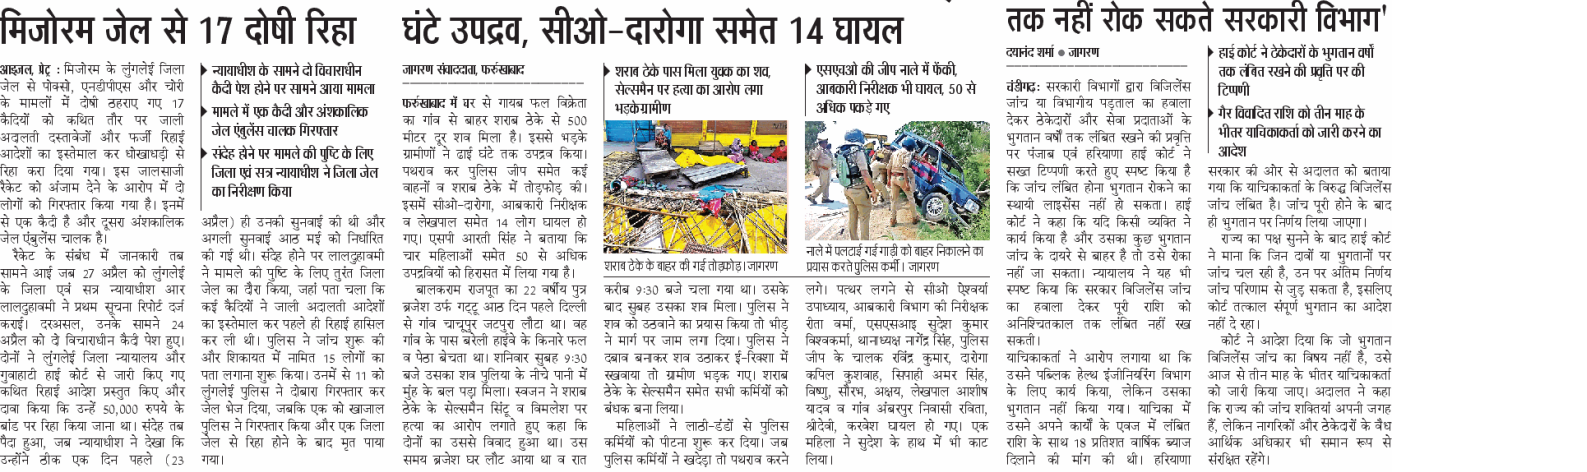 मिजोरम जेल से 17 दोषी रिहा
आइजल, प्रेट्र : मिजोरम के लुंगलेई जिला
जेल से पोक्सो, एनडीपीएस और चोरी
के मामलों में दोषी ठहराए गए 17
कैदियों को कथित तौर पर जाली
अदालती दस्तावेजों और फर्जी रिहाई
आदेशों का इस्तेमाल कर धोखाधड़ी से
रिहा करा दिया गया। इस जालसाजी
रैकेट को अंजाम देने के आरोप में दो
लोगों को गिरफ्तार किया गया है। इनमें
से एक कैदी है और दूसरा अंशकालिक
जेल एंबुलेंस चालक है।
रैकेट के संबंध में जानकारी तब
सामने आई जब 27 अप्रैल को लुंगलेई
के जिला एवं सत्र न्यायाधीश आर
लालदुहावमी ने प्रथम सूचना रिपोर्ट दर्ज
कराई। दरअसल, उनके सामने 24
अप्रैल को दो विचाराधीन कैदी पेश हुए।
दोनों ने लुंगलेई जिला न्यायालय और
गुवाहाटी हाई कोर्ट से जारी किए गए
कथित रिहाई आदेश प्रस्तुत किए और
दावा किया कि उन्हें 50,000 रुपये के
बांड पर रिहा किया जाना था। संदेह तब
पैदा हुआ, जब न्यायाधीश ने देखा कि
उन्होंने ठीक एक दिन पहले (23
न्यायाधीश के सामने दो विचाराधीन
कैदी पेश होने पर सामने आया मामला
मामले में एक कैदी और अंशकालिक
जेल एंबुलेंस चालक गिरफ्तार
संदेह होने पर मामले की पुष्टि के लिए
जिला एवं सत्र न्यायाधीश ने जिला जेल
का निरीक्षण किया
अप्रैल) ही उनकी सुनवाई की थी और
अगली सुनवाई आठ मई को निर्धारित
की गई थी। संदेह होने पर लालदुहावमी
ने मामले की पुष्टि के लिए तुरंत जिला
जेल का दौरा किया, जहां पता चला कि
कई कैदियों ने जाली अदालती आदेशों
का इस्तेमाल कर पहले ही रिहाई हासिल
कर ली थी। पुलिस ने जांच शुरू की
और शिकायत में नामित 15 लोगों का
पता लगाना शुरू किया। उनमें से 11 को
लुंगलेई पुलिस ने दोबारा गिरफ्तार कर
जेल भेज दिया, जबकि एक को खाजाल
पुलिस ने गिरफ्तार किया और एक जिला
जेल से रिहा होने के बाद मृत पाया
गया।
घंटे उपद्रव, सीओ-दारोगा समेत 14 घायल
जागरण संवाददाता, फर्रुखाबाद
फर्रुखाबाद में घर से गायब फल विक्रेता
का गांव से बाहर शराब ठेके से 500
मीटर दूर शव मिला है। इससे भड़के
ग्रामीणों ने ढाई घंटे तक उपद्रव किया।
पथराव कर पुलिस जीप समेत कई
वाहनों व शराब ठेके में तोड़फोड़ की।
इसमें सीओ-दारोगा, आबकारी निरीक्षक
व लेखपाल समेत 14 लोग घायल हो
गए। एसपी आरती सिंह ने बताया कि
चार महिलाओं समेत 50 से अधिक
उपद्रवियों को हिरासत में लिया गया है।
बालकराम राजपूत का 22 वर्षीय पुत्र
ब्रजेश उर्फ गट्टू आठ दिन पहले दिल्ली
से गांव चाचूपुर जटपुरा लौटा था। वह
गांव के पास बरेली हाईवे के किनारे फल
व पेठा बेचता था। शनिवार सुबह 9:30
बजे उसका शव पुलिया के नीचे पानी में
मुंह के बल पड़ा मिला। स्वजन ने शराब
ठेके के सेल्समैन सिंटू व विमलेश पर
हत्या का आरोप लगाते हुए कहा कि
दोनों का उससे विवाद हुआ था। उस
समय ब्रजेश घर लौट आया था व रात
शराब ठेके पास मिला युवक का शव,
सेल्समैन पर हत्या का आरोप लगा
भड़के ग्रामीण
शराब ठेके के बाहर की गई तोड़फोड़। जागरण
करीब 9:30 बजे चला गया था। उसके
बाद सुबह उसका शव मिला। पुलिस ने
शव को उठवाने का प्रयास किया तो भीड़
ने मार्ग पर जाम लगा दिया। पुलिस ने
दबाव बनाकर शव उठाकर ई-रिक्शा में
रखवाया तो ग्रामीण भड़क गए। शराब
ठेके के सेल्समैन समेत सभी कर्मियों को
बंधक बना लिया।
महिलाओं ने लाठी-डंडों से पुलिस
कर्मियों को पीटना शुरू कर दिया। जब
पुलिस कर्मियों ने खदेड़ा तो पथराव करने
एसएचओ की जीप नाले में फेंकी,
आबकारी निरीक्षक भी घायल, 50 से
अधिक पकड़े गए
नाले में पलटाई गई गाड़ी को बाहर निकालने का
प्रयास करते पुलिस कर्मी। जागरण
लगे। पत्थर लगने से सीओ ऐश्वर्या
उपाध्याय, आबकारी विभाग की निरीक्षक
रीता वर्मा, एसएसआइ सुदेश कुमार
विश्वकर्मा, थानाध्यक्ष नागेंद्र सिंह, पुलिस
जीप के चालक रविंद्र कुमार, दारोगा
कपिल कुशवाह, सिपाही अमर सिंह,
विष्णु, सौरभ, अक्षय, लेखपाल आशीष
यादव व गांव अंबरपुर निवासी रविता,
श्रीदेवी, करवेश घायल हो गए। एक
महिला ने सुदेश के हाथ में भी काट
लिया।
तक नहीं रोक सकते सरकारी विभाग'
दयानंद शर्मा ● जागरण
चंडीगढ़: सरकारी विभागों द्वारा विजिलेंस
जांच या विभागीय पड़ताल का हवाला
देकर ठेकेदारों और सेवा प्रदाताओं के
भुगतान वर्षों तक लंबित रखने की प्रवृत्ति
पर पंजाब एवं हरियाणा हाई कोर्ट ने
सख्त टिप्पणी करते हुए स्पष्ट किया है
कि जांच लंबित होना भुगतान रोकने का
स्थायी लाइसेंस नहीं हो सकता। हाई
कोर्ट ने कहा कि यदि किसी व्यक्ति ने
कार्य किया है और उसका कुछ भुगतान
जांच के दायरे से बाहर है तो उसे रोका
नहीं जा सकता। न्यायालय ने यह भी
स्पष्ट किया कि सरकार विजिलेंस जांच
का हवाला देकर पूरी राशि को
अनिश्चितकाल तक लंबित नहीं रख
सकती।
याचिकाकर्ता ने आरोप लगाया था कि
उसने पब्लिक हेल्थ इंजीनियरिंग विभाग
के लिए कार्य किया, लेकिन उसका
भुगतान नहीं किया गया। याचिका में
उसने अपने कार्यों के एवज में लंबित
राशि के साथ 18 प्रतिशत वार्षिक ब्याज
दिलाने की मांग की थी। हरियाणा
हाई कोर्ट ने ठेकेदारों के भुगतान वर्षों
तक लंबित रखने की प्रवृत्ति पर की
टिप्पणी
गैर विवादित राशि को तीन माह के
भीतर याचिकाकर्ता को जारी करने का
आदेश
सरकार की ओर से अदालत को बताया
गया कि याचिकाकर्ता के विरुद्ध विजिलेंस
जांच लंबित है। जांच पूरी होने के बाद
ही भुगतान पर निर्णय लिया जाएगा।
राज्य का पक्ष सुनने के बाद हाई कोर्ट
ने माना कि जिन दावों या भुगतानों पर
जांच चल रही है, उन पर अंतिम निर्णय
जांच परिणाम से जुड़ सकता है, इसलिए
कोर्ट तत्काल संपूर्ण भुगतान का आदेश
नहीं दे रहा।
कोर्ट ने आदेश दिया कि जो भुगतान
विजिलेंस जांच का विषय नहीं है, उसे
आज से तीन माह के भीतर याचिकाकर्ता
को जारी किया जाए। अदालत ने कहा
कि राज्य की जांच शक्तियां अपनी जगह
हैं, लेकिन नागरिकों और ठेकेदारों के वैध
आर्थिक अधिकार भी समान रूप से
संरक्षित रहेंगे।